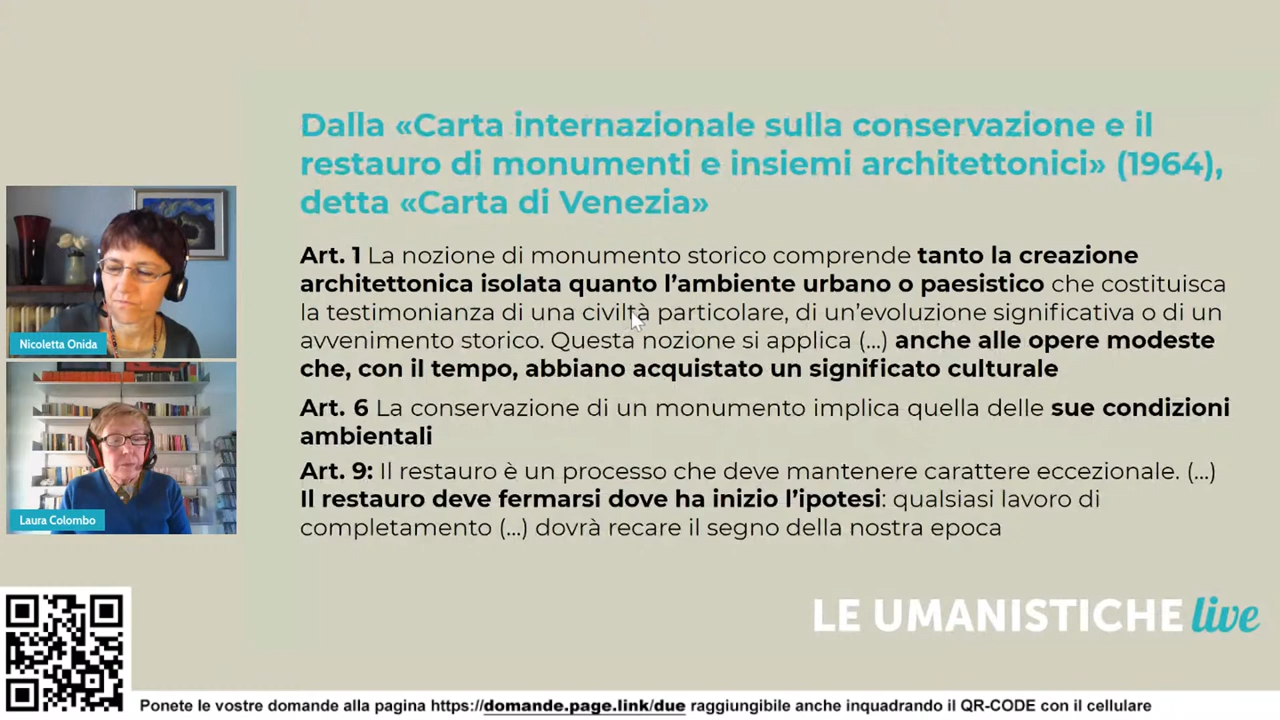 Dalla «Carta internazionale sulla conservazione e il
restauro di monumenti e insiemi architettonici» (1964),
detta «Carta di Venezia»
Art. 1 La nozione di monumento storico comprende tanto la creazione
architettonica isolata quanto l’ambiente urbano o paesistico che costituisca
la testimonianza di una civiltà particolare, di un’evoluzione significativa o di un
avvenimento storico. Questa nozione si applica (...) anche alle opere modeste
che, con il tempo, abbiano acquistato un significato culturale
Art. 6 La conservazione di un monumento implica quella delle sue condizioni
ambientali
Art. 9: Il restauro è un processo che deve mantenere carattere eccezionale. (...)
Il restauro deve fermarsi dove ha inizio l’ipotesi: qualsiasi lavoro di
completamento (...) dovrà recare il segno della nostra epoca
Nicoletta Onida
Laura Colombo
LE UMANISTICHE live
Ponete le vostre domande alla pagina https://domande.page.link/due raggiungibile anche inquadrando il QR-CODE con il cellulare